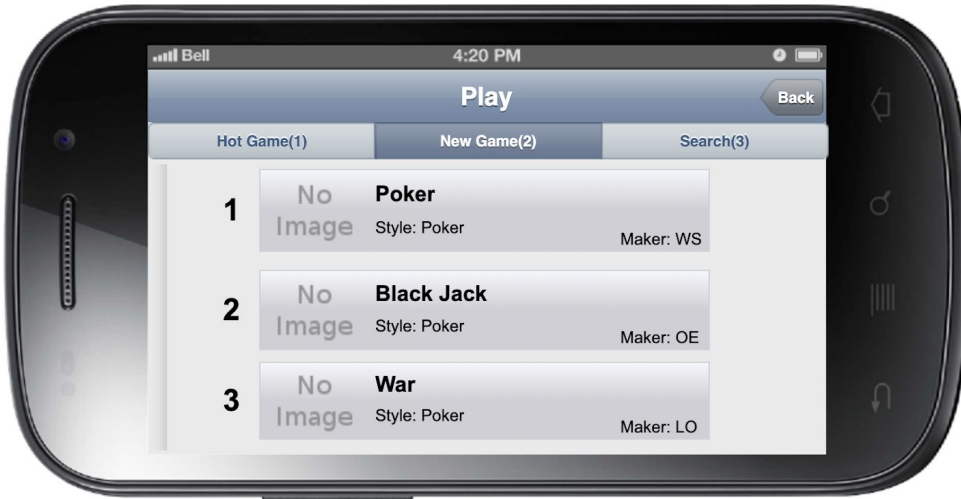 Bell 4:20 PM
Play Back
Hot Game(1) New Game(2) Search(3)
1 No Image Poker
Style: Poker
Maker: WS
2 No Image Black Jack
Style: Poker
Maker: OE
3 No Image War
Style: Poker
Maker: LO